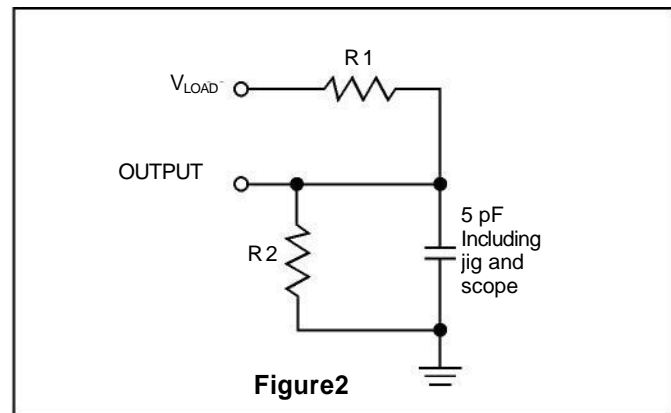 R1
VLOAD
OUTPUT
5 pF
Including
jig and
scope
R2
Figure2